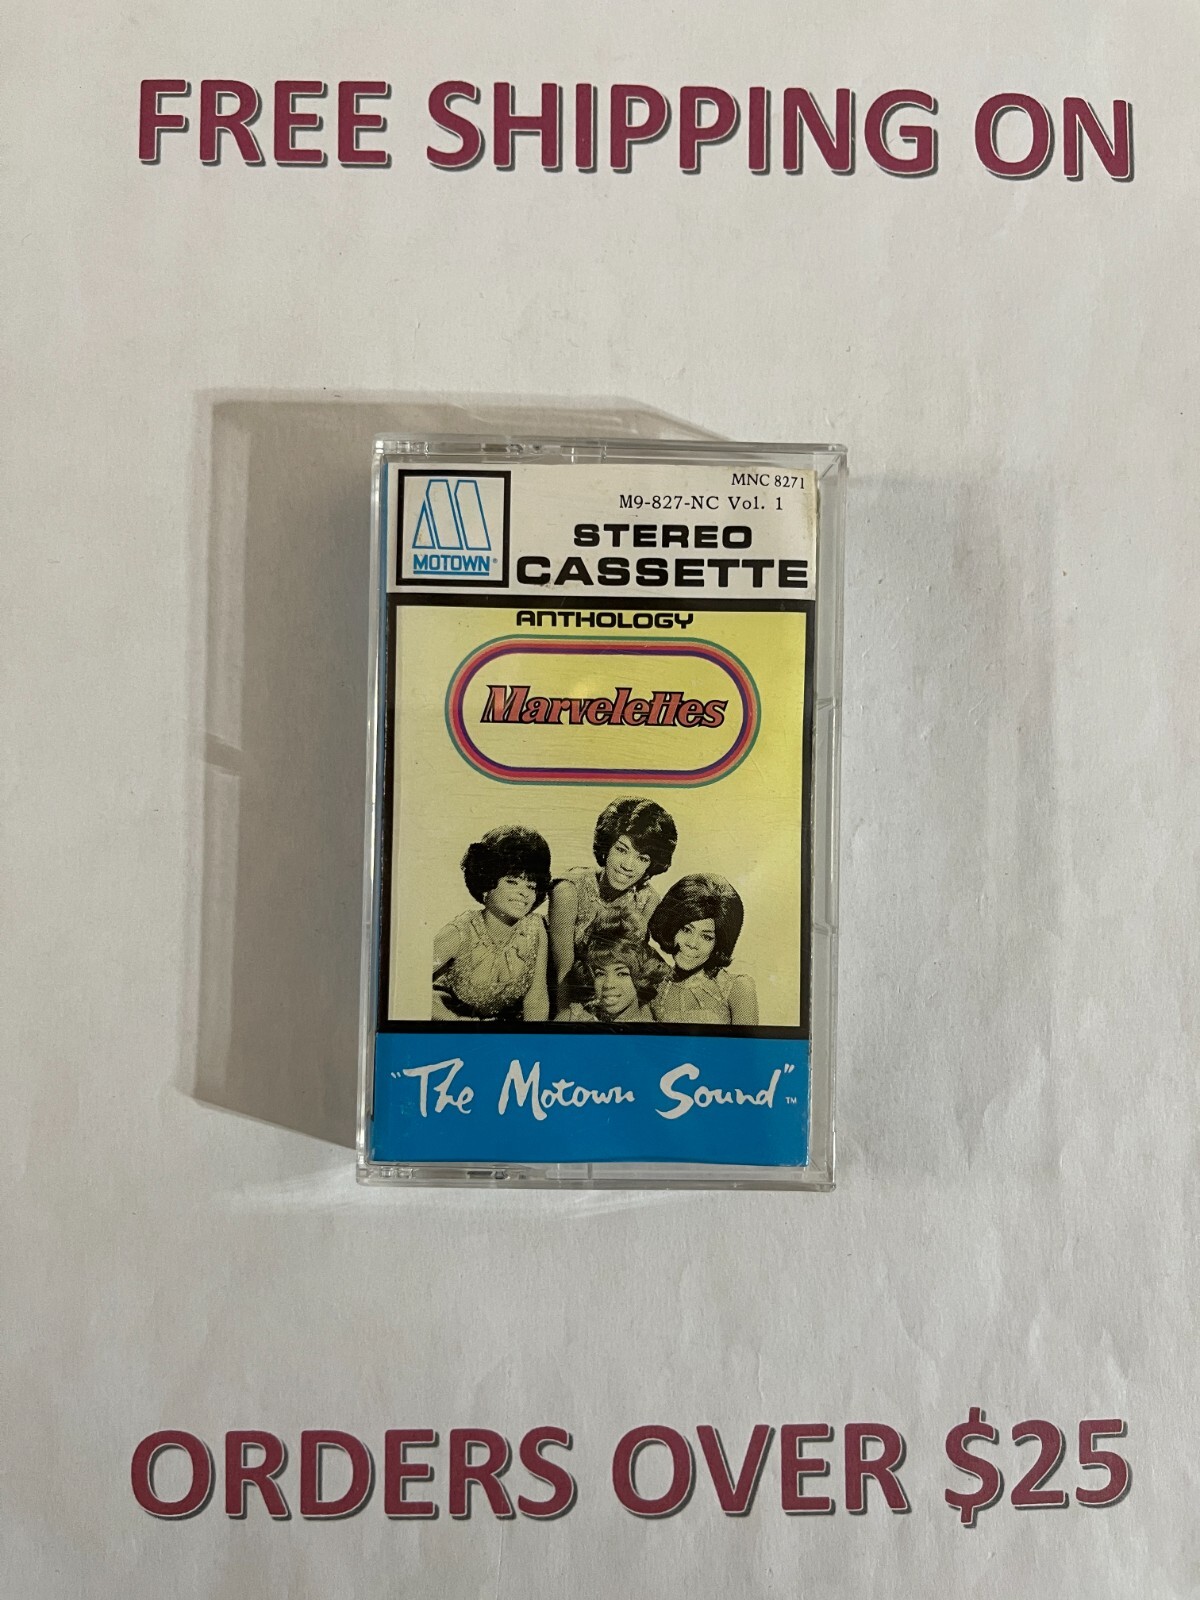 FREE SHIPPING ON
MNC 8271
M9-827-NC Vol. 1
MOTOWN®
STEREO
CASSETTE
ANTHOLOGY
Marvelettes
"The Motown Sound"™
ORDERS OVER $25